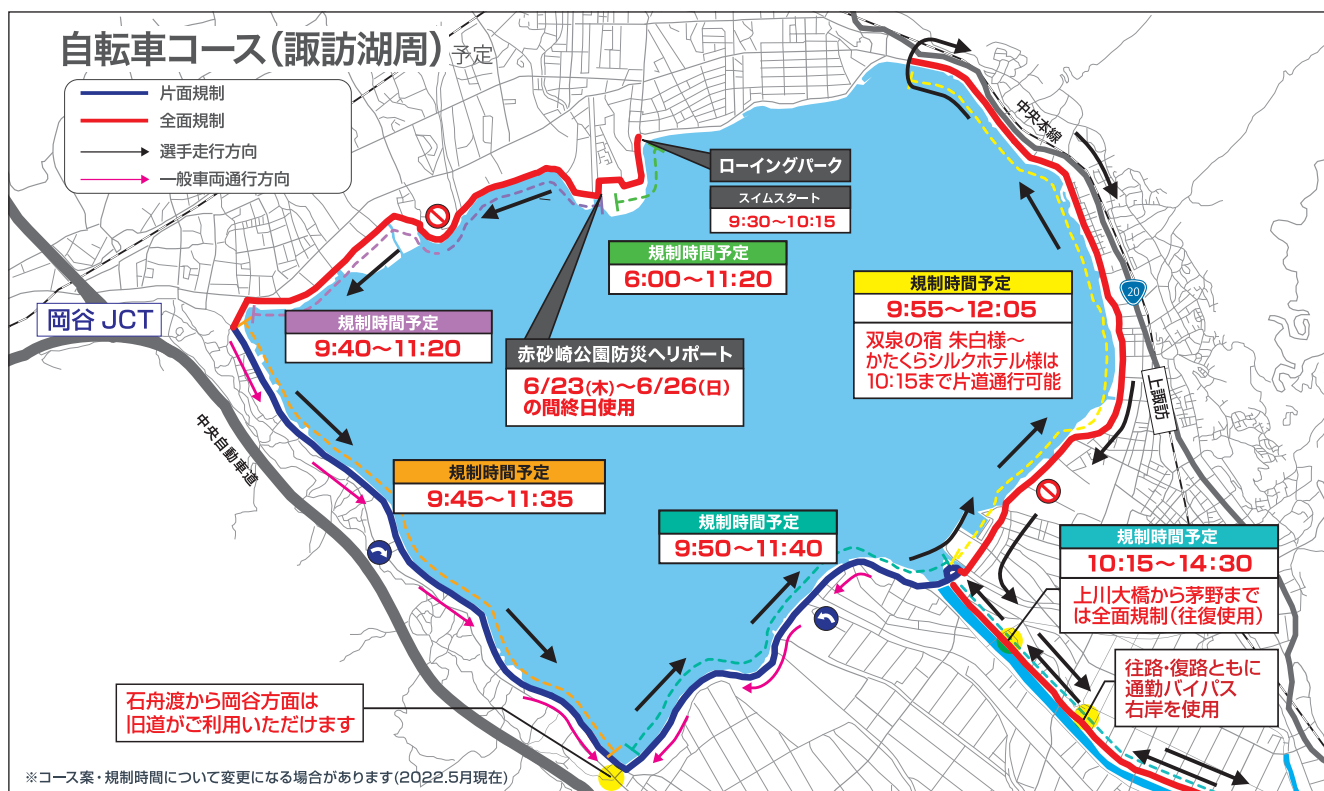 自転車コース(諏訪湖周)予定
片面規制
全面規制
選手走行方向
一般車両通行方向
中央本線
ローイングパーク
スイムスタート
9:30～10:15
規制時間予定
6:00～11:20
規制時間予定
9:55～12:05
双泉の宿 朱白様～
かたくらシルクホテル様は
10:15まで片道通行可能
20
岡谷 JCT
規制時間予定
9:40～11:20
赤砂崎公園防災ヘリポート
6/23(木)～6/26(日)
の間終日使用
上諏訪
中央自動車道
規制時間予定
9:45～11:35
規制時間予定
9:50～11:40
規制時間予定
10:15～14:30
上川大橋から茅野まで
は全面規制(往復使用)
往路・復路ともに
通勤バイパス
右岸を使用
石舟渡から岡谷方面は
旧道がご利用いただけます
※コース案・規制時間について変更になる場合があります(2022.5月現在)